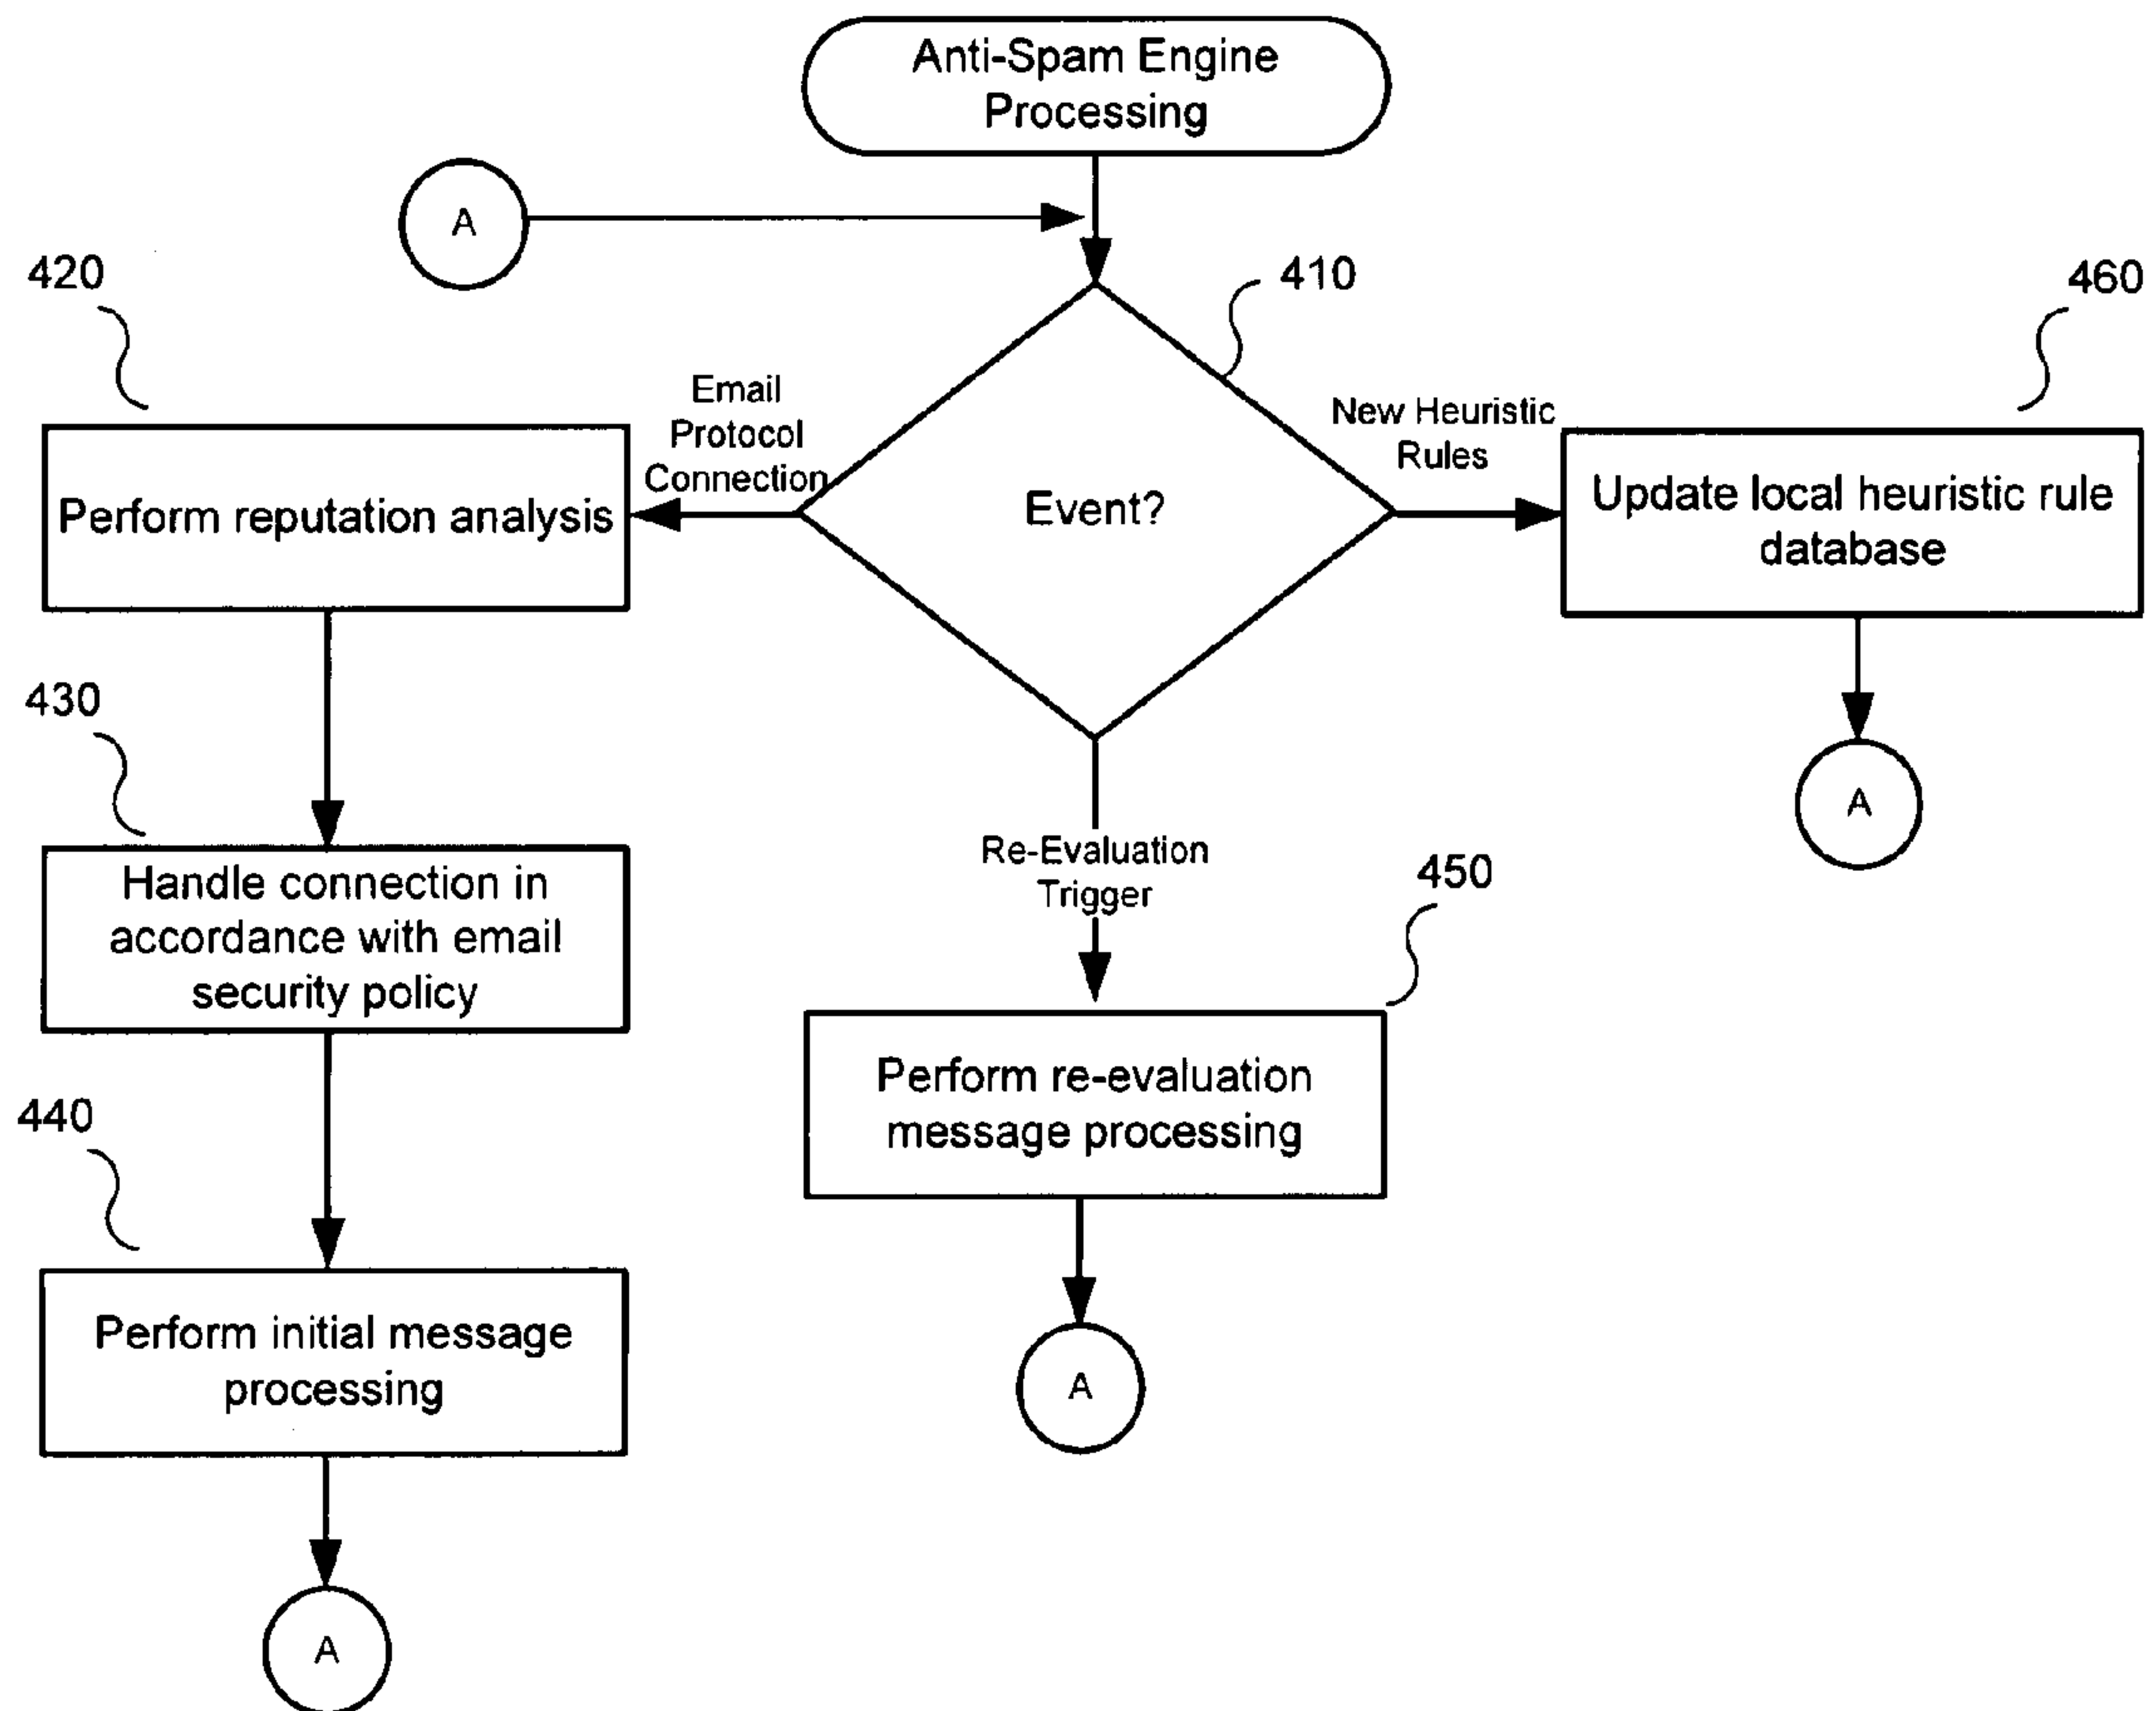 Anti-Spam Engine
Processing
A
420
410
460
Email
Protocol
Connection
New Heuristic
Rules
Perform reputation analysis
Event?
Update local heuristic rule
database
430
A
Handle connection in
accordance with email
security policy
Re-Evaluation
Trigger
450
440
Perform re-evaluation
message processing
Perform initial message
processing
A
A